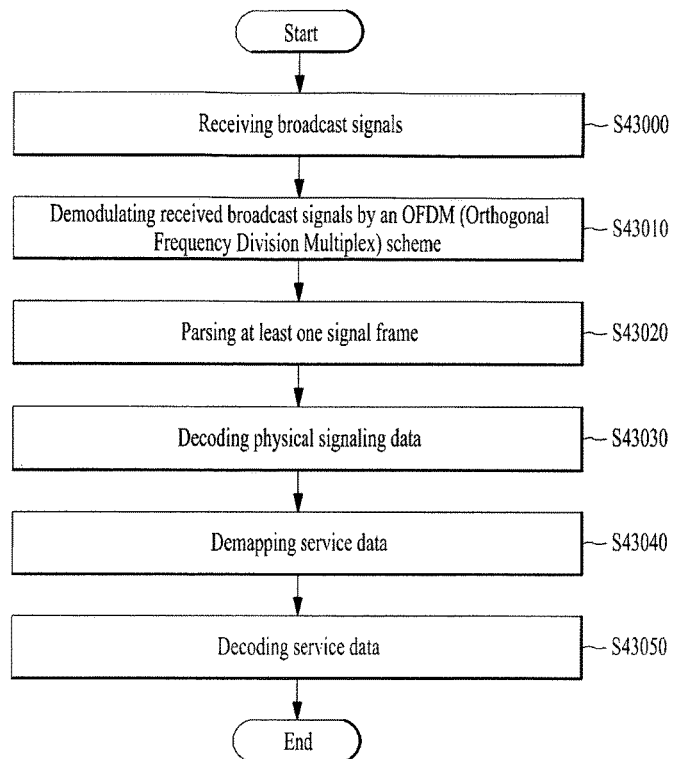 Start
Receiving broadcast signals
S43000
Demodulating received broadcast signals by an OFDM (Orthogonal
Frequency Division Multiplex) scheme
S43010
Parsing at least one signal frame
S43020
Decoding physical signaling data
S43030
Demapping service data
S43040
Decoding service data
S43050
End